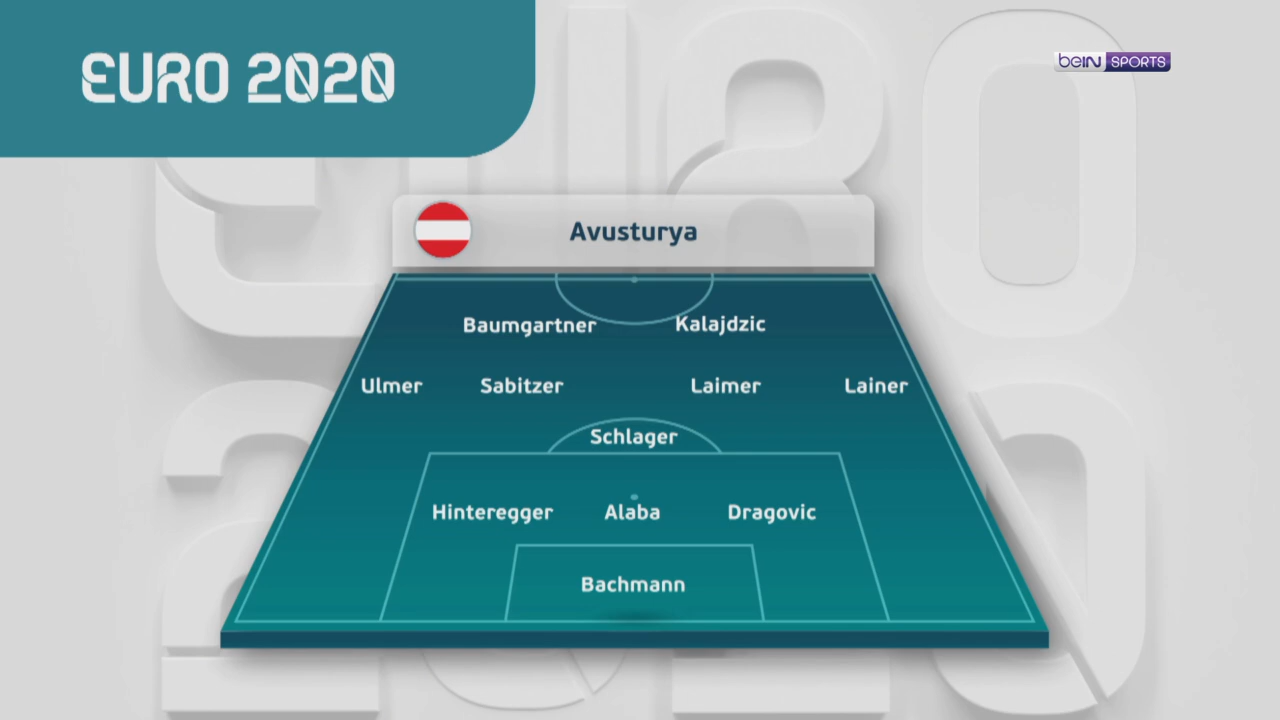 EURO 2020
beIN SPORTS
Avusturya
Baumgartner Kalajdzic
Ulmer Sabitzer Laimer Lainer
Schlager
Hinteregger Alaba Dragovic
Bachmann